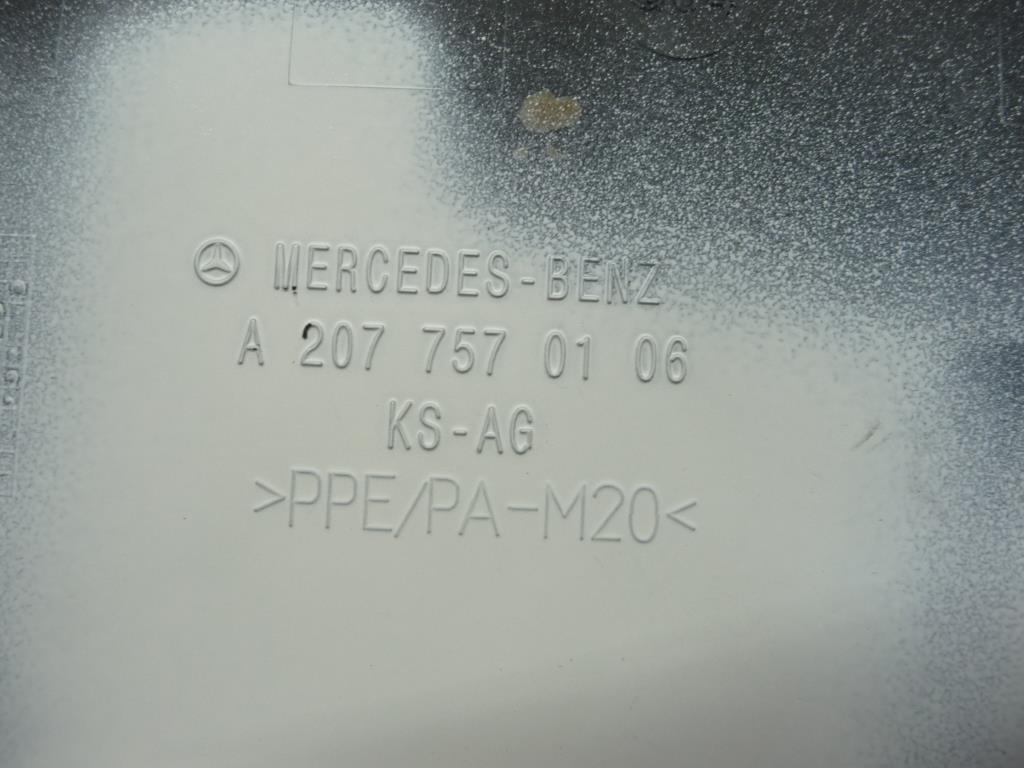 MERCEDES-BENZ
A 207 757 01 06
KS-AG
>PPE/PA-M20<